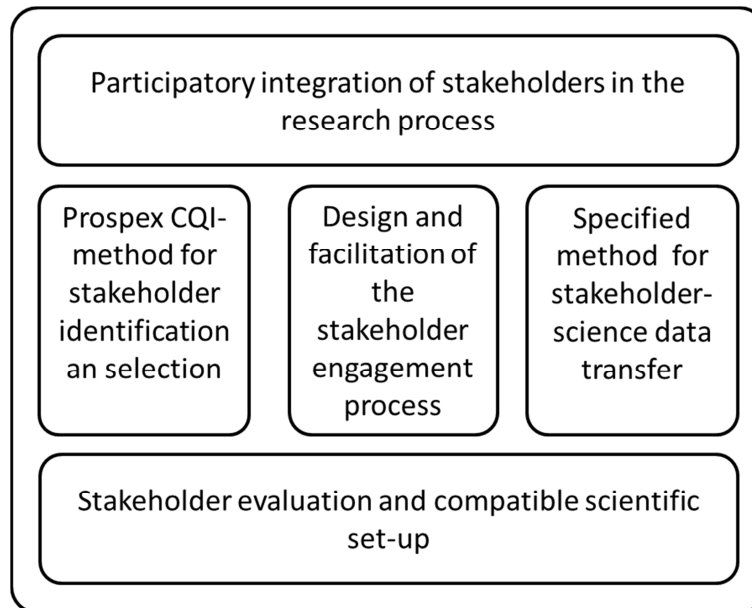 Participatory integration of stakeholders in the
research process
Prospex CQI-
method for
stakeholder
identification
an selection
Design and
facilitation of
the
stakeholder
engagement
process
Specified
method for
stakeholder-
science data
transfer
Stakeholder evaluation and compatible scientific
set-up